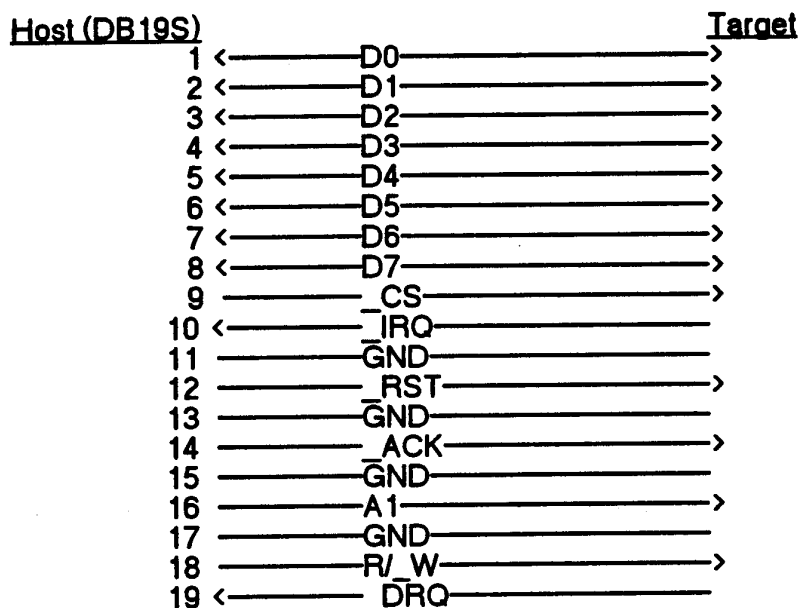 Host (DB19S) Target
1 <——D0——>
2 <——D1——>
3 <——D2——>
4 <——D3——>
5 <——D4——>
6 <——D5——>
7 <——D6——>
8 <——D7——>
9 ——_CS——>
10 <——_IRQ——
11 ——GND——
12 ——_RST——>
13 ——GND——
14 ——_ACK——>
15 ——GND——
16 ——A1——>
17 ——GND——
18 ——R/_W——>
19 <——_DRQ——